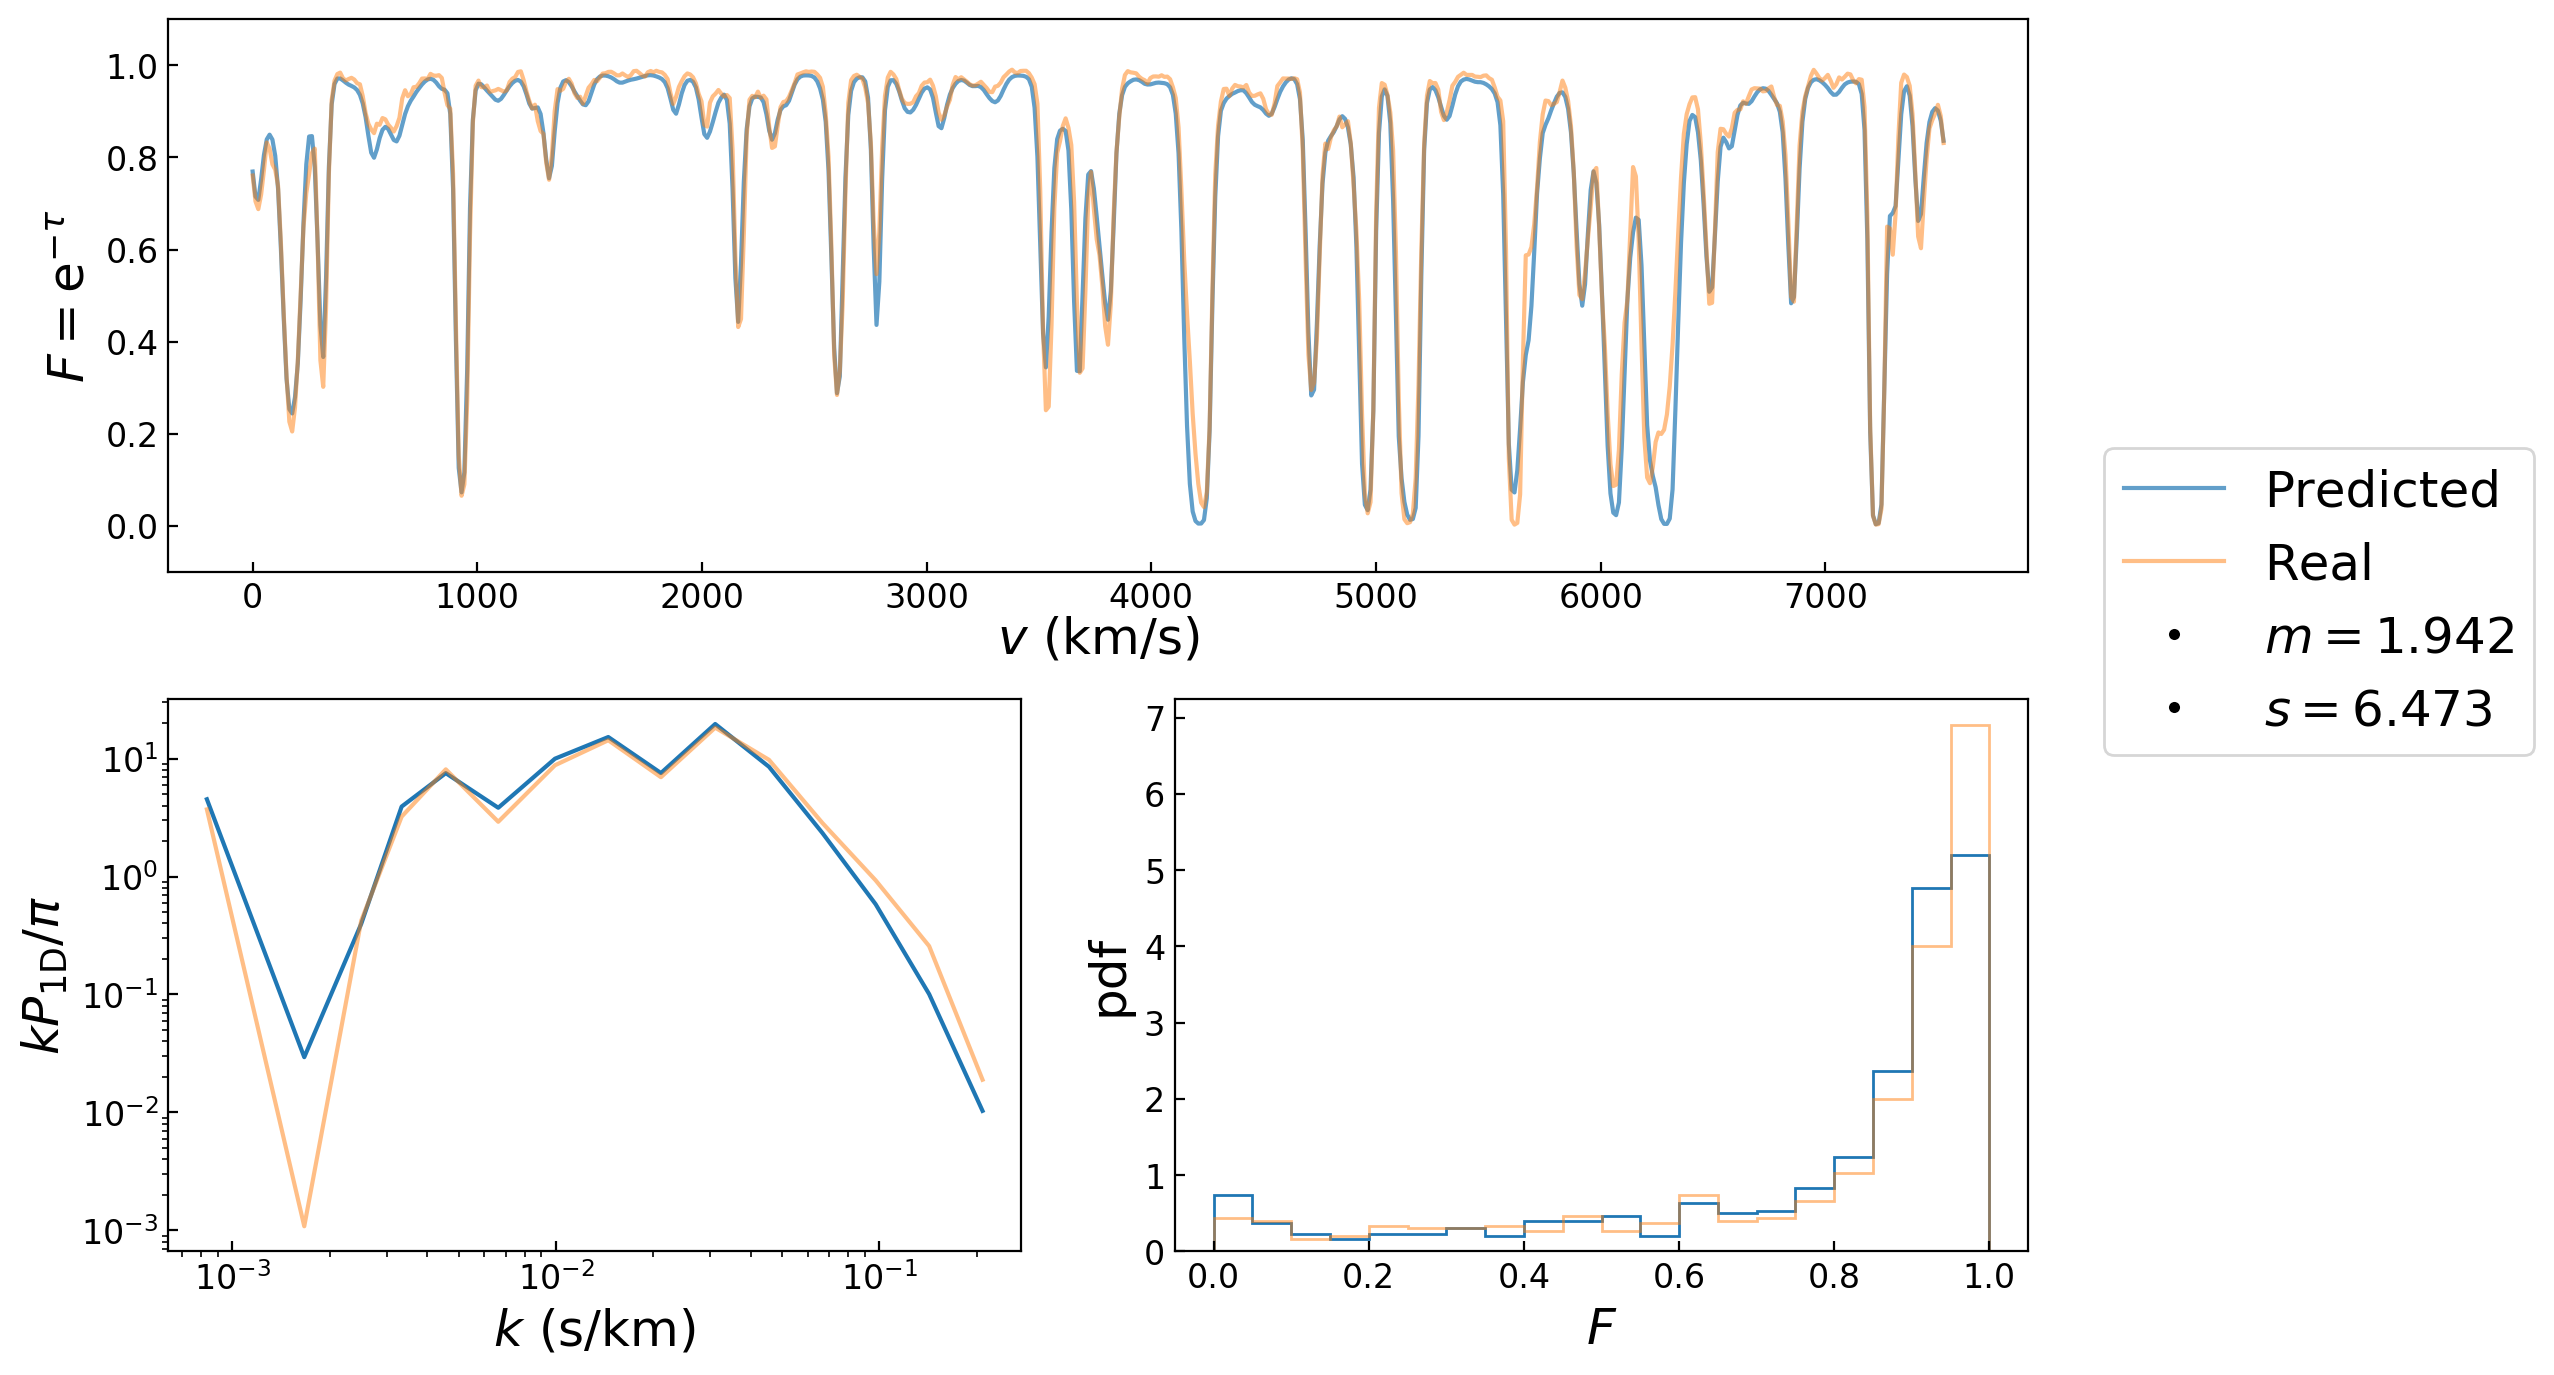 1.0
0.8
0.6
0.4
0.2
0.0
F = e^{-τ}
0 1000 2000 3000 4000 5000 6000 7000
v (km/s)
Predicted
Real
m = 1.942
s = 6.473
10^1
10^0
10^{-1}
10^{-2}
10^{-3}
kP_{1D}/π
10^{-3} 10^{-2} 10^{-1}
k (s/km)
7
6
5
4
3
2
1
0
pdf
0.0 0.2 0.4 0.6 0.8 1.0
F